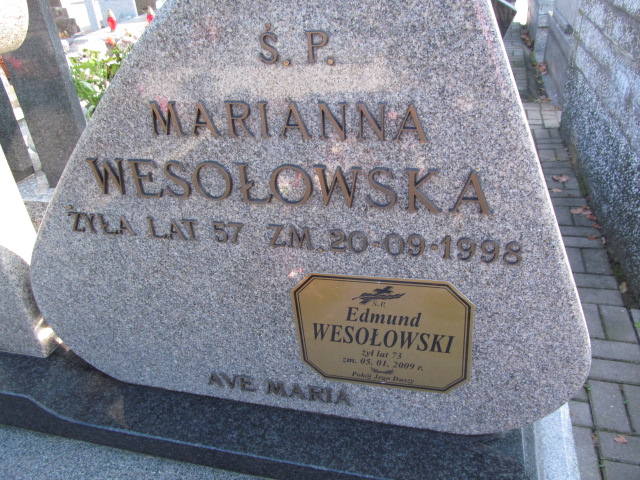 Ś. P.
MARIANNA
WESOŁOWSKA
ŻYŁA LAT 57 ZM. 20-09-1998
Ś.P.
Edmund
WESOŁOWSKI
żył lat 73
zm. 05. 01. 2009 r.
Pokój Jego Duszy
AVE MARIA